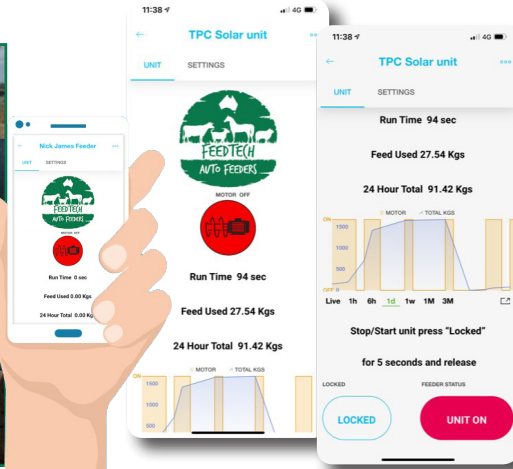 Nick James Feeder
UNIT SETTINGS
FEEDTECH
AUTO FEEDERS
MOTOR OFF
Run Time 0 sec
Feed Used 0.00 Kgs
24 Hour Total 0.00 Kg
11:38 4G
TPC Solar unit
UNIT SETTINGS
FEEDTECH
AUTO FEEDERS
MOTOR OFF
Run Time 94 sec
Feed Used 27.54 Kgs
24 Hour Total 91.42 Kgs
MOTOR TOTAL KGS
ON
1500
1000
500
11:38 4G
TPC Solar unit
UNIT SETTINGS
Run Time 94 sec
Feed Used 27.54 Kgs
24 Hour Total 91.42 Kgs
MOTOR TOTAL KGS
ON
1500
1000
500
OFF 0
Live 1h 6h 1d 1w 1M 3M
Stop/Start unit press "Locked"
for 5 seconds and release
LOCKED FEEDER STATUS
LOCKED UNIT ON